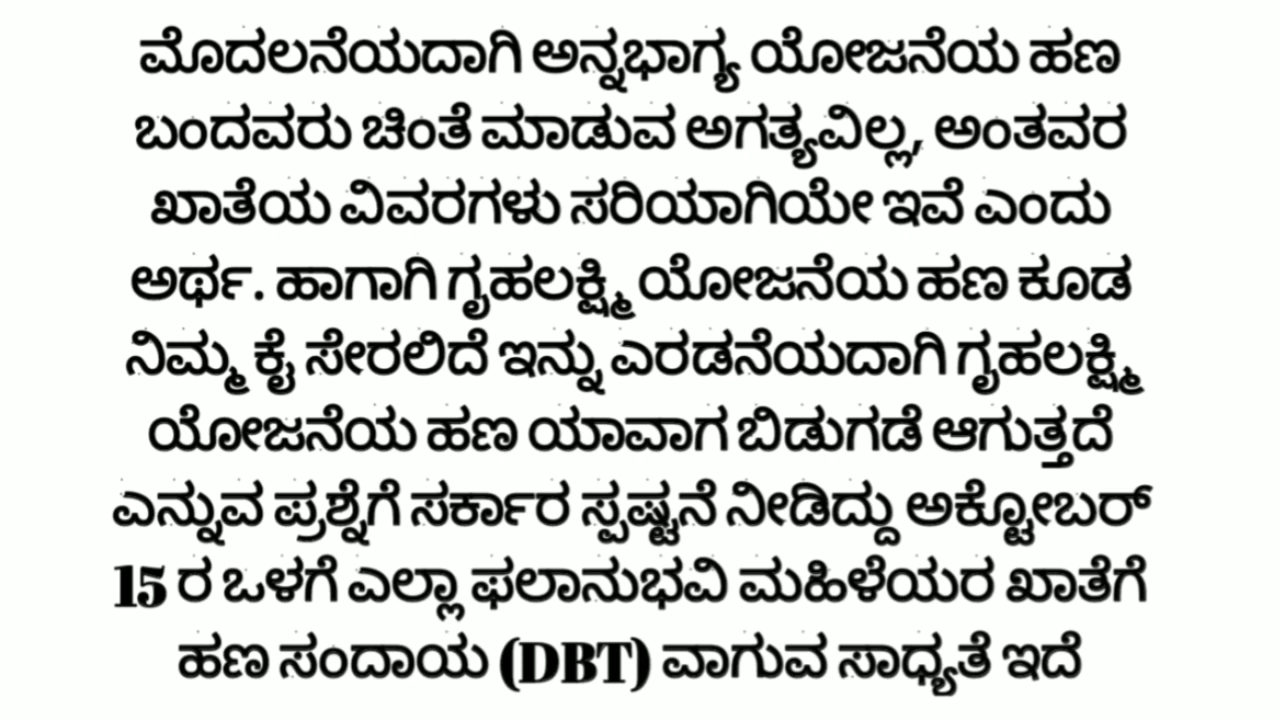 ಮೊದಲನೆಯದಾಗಿ ಅನ್ನಭಾಗ್ಯ ಯೋಜನೆಯ ಹಣ
ಬಂದವರು ಚಿಂತೆ ಮಾಡುವ ಅಗತ್ಯವಿಲ್ಲ, ಅಂತವರ
ಖಾತೆಯ ವಿವರಗಳು ಸರಿಯಾಗಿಯೇ ಇವೆ ಎಂದು
ಅರ್ಥ. ಹಾಗಾಗಿ ಗೃಹಲಕ್ಷ್ಮಿ ಯೋಜನೆಯ ಹಣ ಕೂಡ
ನಿಮ್ಮ ಕೈ ಸೇರಲಿದೆ ಇನ್ನು ಎರಡನೆಯದಾಗಿ ಗೃಹಲಕ್ಷ್ಮಿ
ಯೋಜನೆಯ ಹಣ ಯಾವಾಗ ಬಿಡುಗಡೆ ಆಗುತ್ತದೆ
ಎನ್ನುವ ಪ್ರಶ್ನೆಗೆ ಸರ್ಕಾರ ಸ್ಪಷ್ಟನೆ ನೀಡಿದ್ದು ಅಕ್ಟೋಬರ್
15 ರ ಒಳಗೆ ಎಲ್ಲಾ ಫಲಾನುಭವಿ ಮಹಿಳೆಯರ ಖಾತೆಗೆ
ಹಣ ಸಂದಾಯ (DBT) ವಾಗುವ ಸಾಧ್ಯತೆ ಇದೆ